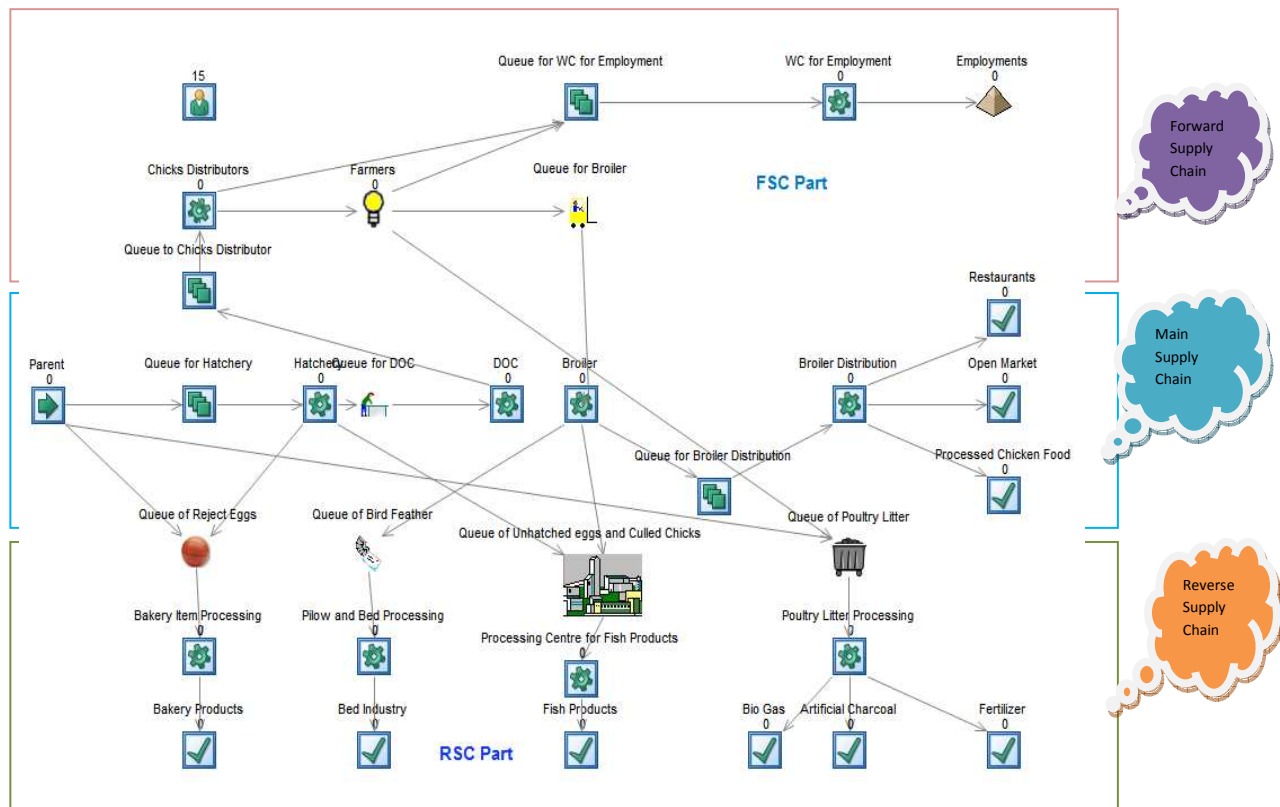 Queue for WC for Employment
WC for Employment
0
Employments
0
15
Forward
Supply
Chain
Chicks Distributors
0
Farmers
0
Queue for Broiler
FSC Part
Queue to Chicks Distributor
Restaurants
0
Main
Supply
Chain
Parent
0
Queue for Hatchery
Hatchery
0
Queue for DOC
DOC
0
Broiler
0
Broiler Distribution
0
Open Market
0
Queue for Broiler Distribution
Processed Chicken Food
0
Queue of Reject Eggs
Queue of Bird Feather
Queue of Unhatched eggs and Culled Chicks
Queue of Poultry Litter
Reverse
Supply
Chain
Bakery Item Processing
0
Pilow and Bed Processing
0
Processing Centre for Fish Products
0
Poultry Litter Processing
0
Bakery Products
0
Bed Industry
0
Fish Products
0
Bio Gas
0
Artificial Charcoal
0
Fertilizer
0
RSC Part